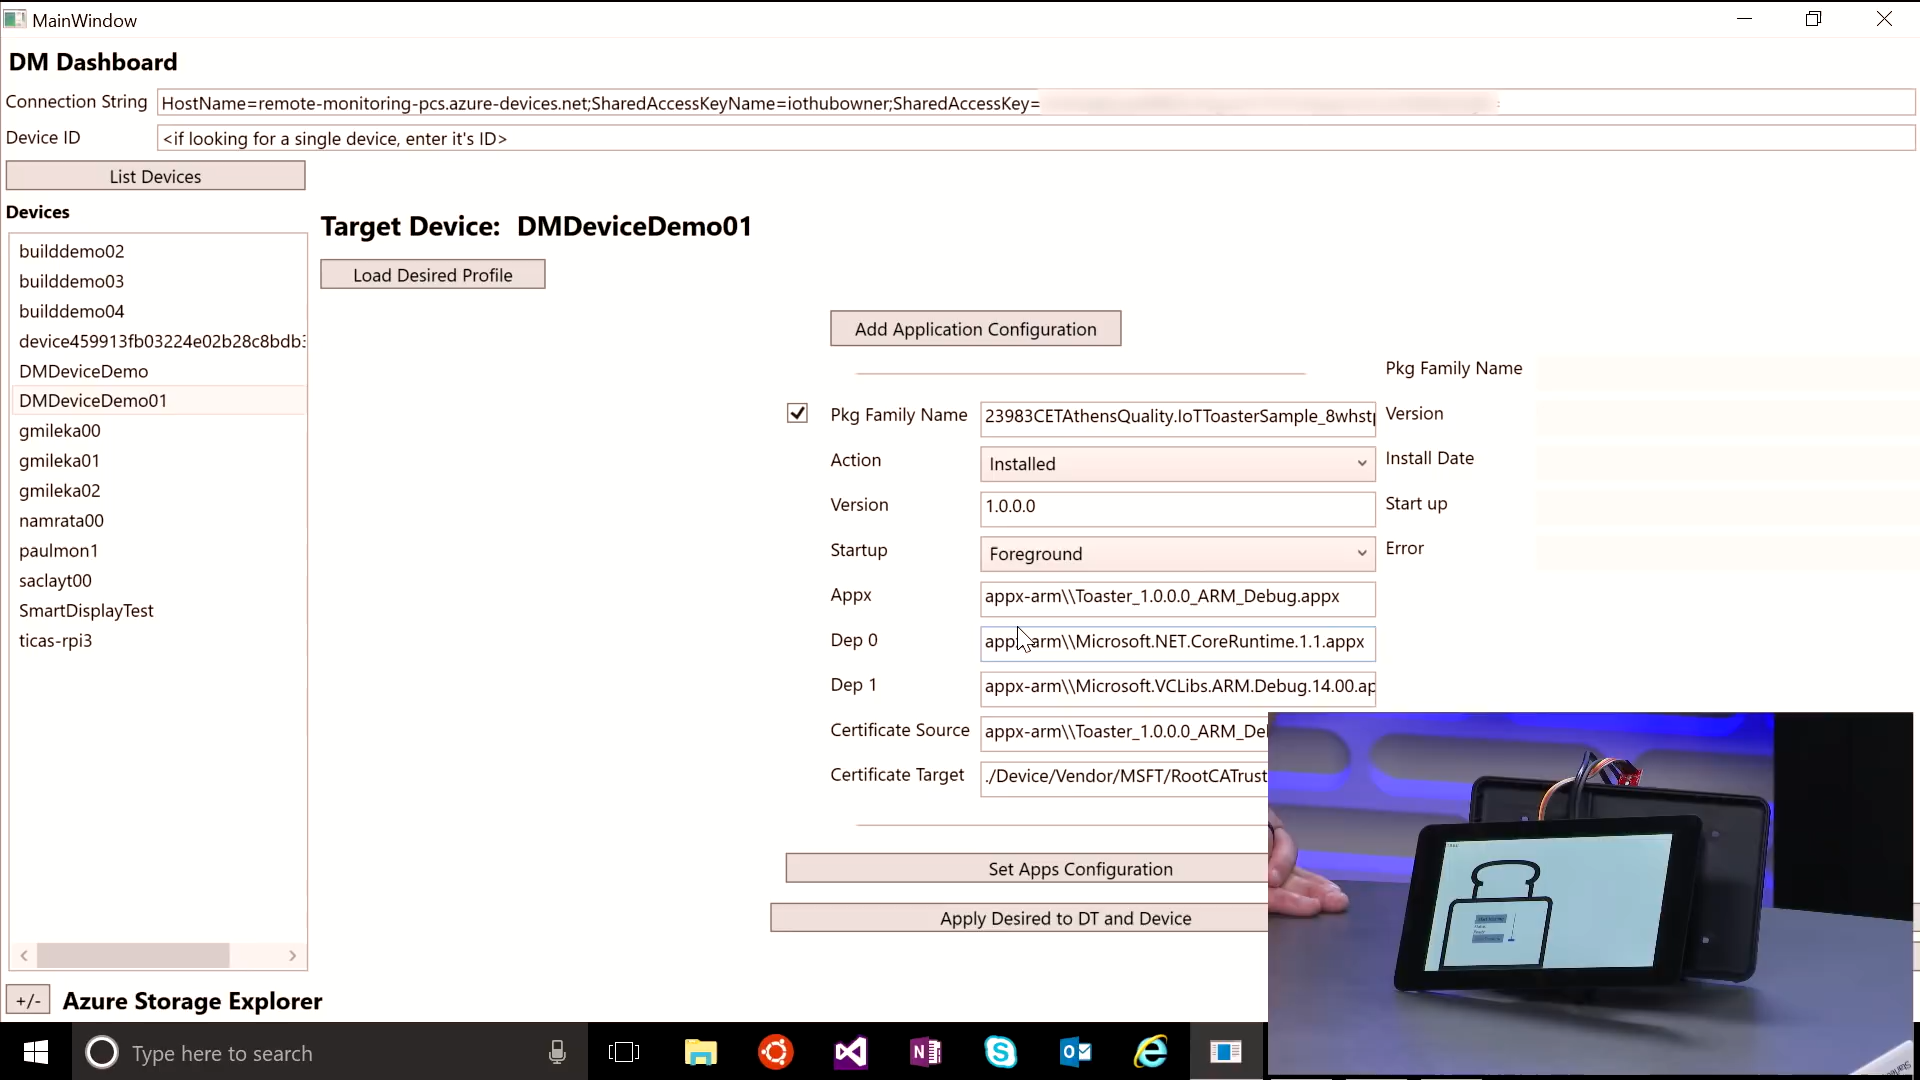 MainWindow
DM Dashboard
Connection String HostName=remote-monitoring-pcs.azure-devices.net;SharedAccessKeyName=iothubowner;SharedAccessKey=
Device ID <if looking for a single device, enter it's ID>
List Devices
Devices
Target Device: DMDeviceDemo01
builddemo02
builddemo03
builddemo04
device459913fb03224e02b28c8bdb
DMDeviceDemo
DMDeviceDemo01
gmileka00
gmileka01
gmileka02
namrata00
paulmon1
saclayt00
SmartDisplayTest
ticas-rpi3
Load Desired Profile
Add Application Configuration
Pkg Family Name 23983CETAthensQuality.IoTToasterSample_8whst
Action Installed
Version 1.0.0.0
Startup Foreground
Appx appx-arm\\Toaster_1.0.0.0_ARM_Debug.appx
Dep 0 appx-arm\\Microsoft.NET.CoreRuntime.1.1.appx
Dep 1 appx-arm\\Microsoft.VCLibs.ARM.Debug.14.00.ap
Certificate Source appx-arm\\Toaster_1.0.0.0_ARM_De
Certificate Target ./Device/Vendor/MSFT/RootCATrust
Pkg Family Name
Version
Install Date
Start up
Error
Set Apps Configuration
Apply Desired to DT and Device
+/- Azure Storage Explorer
Type here to search